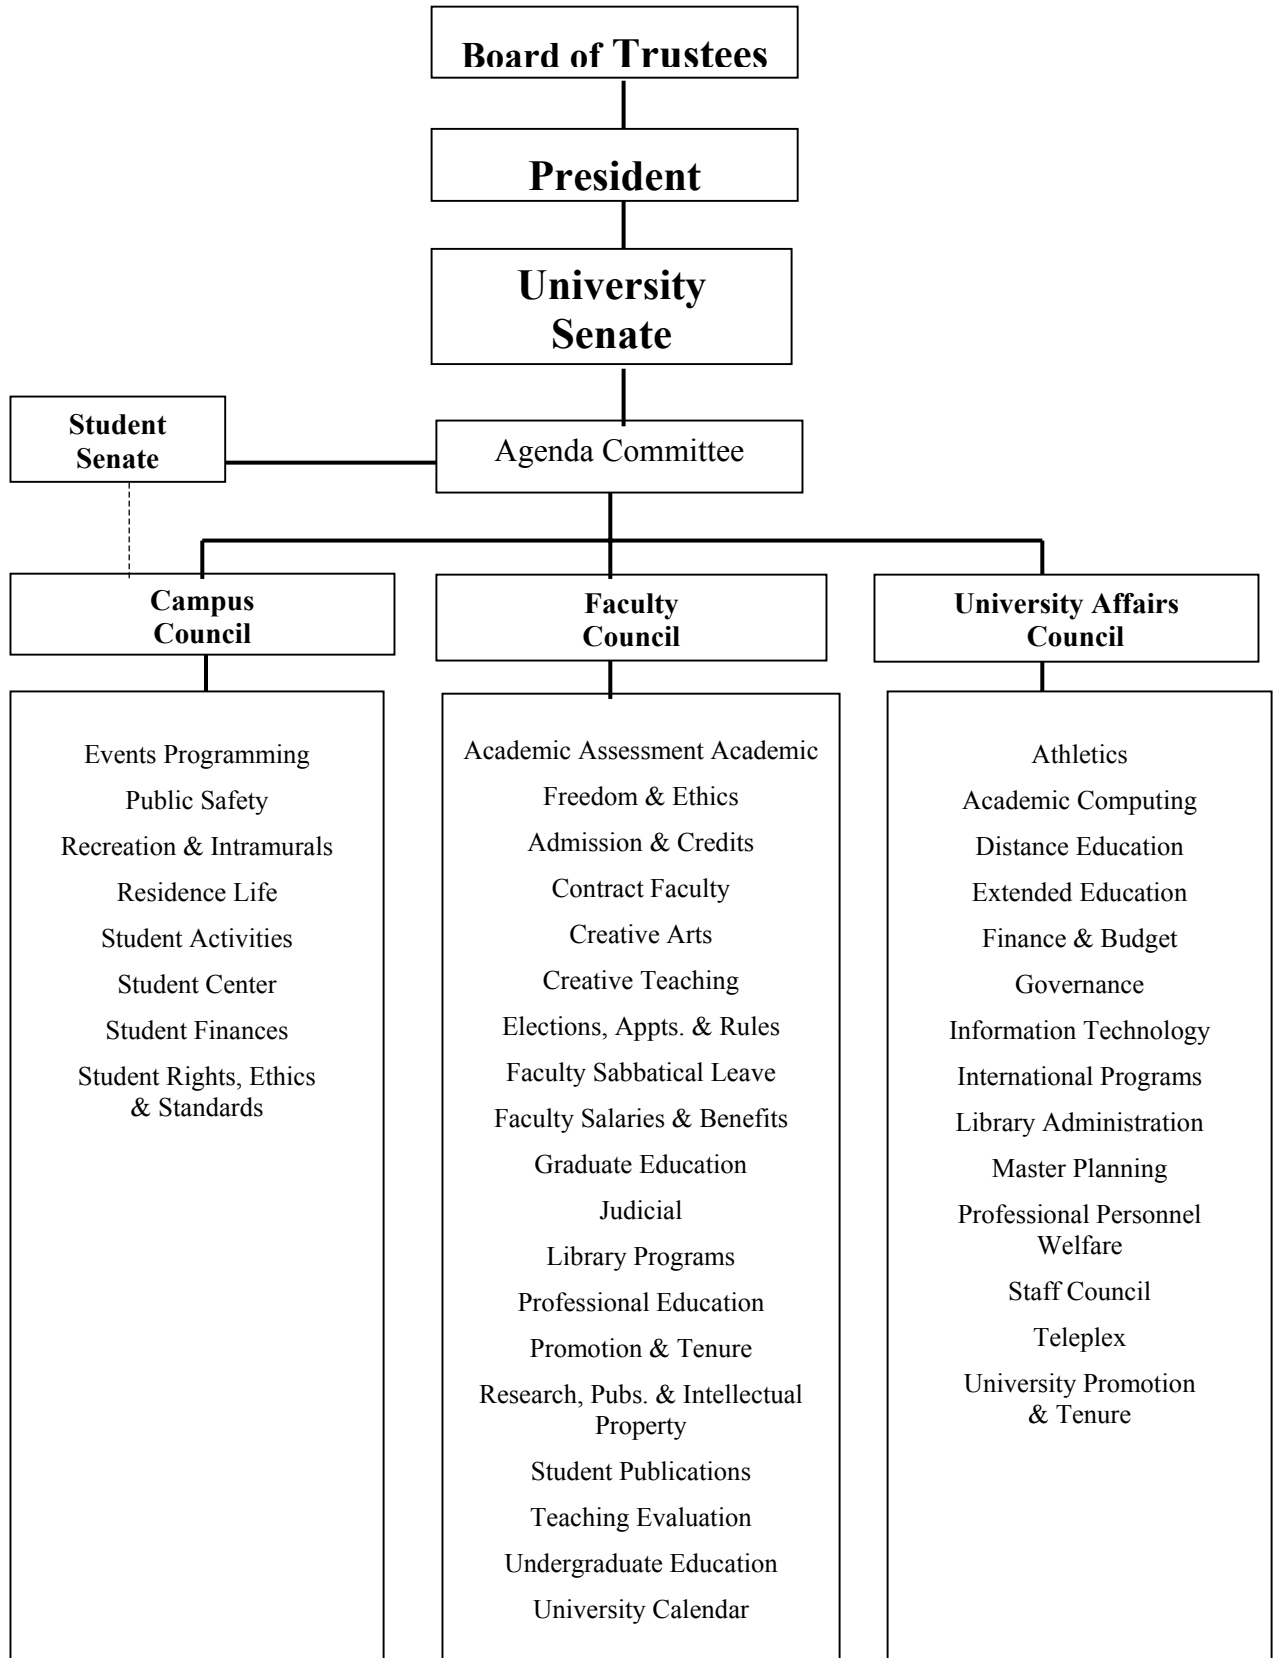 Board of Trustees
President
University
Senate
Student
Senate
Agenda Committee
Campus
Council
Faculty
Council
University Affairs
Council
Events Programming
Public Safety
Recreation & Intramurals
Residence Life
Student Activities
Student Center
Student Finances
Student Rights, Ethics
& Standards
Academic Assessment Academic
Freedom & Ethics
Admission & Credits
Contract Faculty
Creative Arts
Creative Teaching
Elections, Appts. & Rules
Faculty Sabbatical Leave
Faculty Salaries & Benefits
Graduate Education
Judicial
Library Programs
Professional Education
Promotion & Tenure
Research, Pubs. & Intellectual
Property
Student Publications
Teaching Evaluation
Undergraduate Education
University Calendar
Athletics
Academic Computing
Distance Education
Extended Education
Finance & Budget
Governance
Information Technology
International Programs
Library Administration
Master Planning
Professional Personnel
Welfare
Staff Council
Teleplex
University Promotion
& Tenure